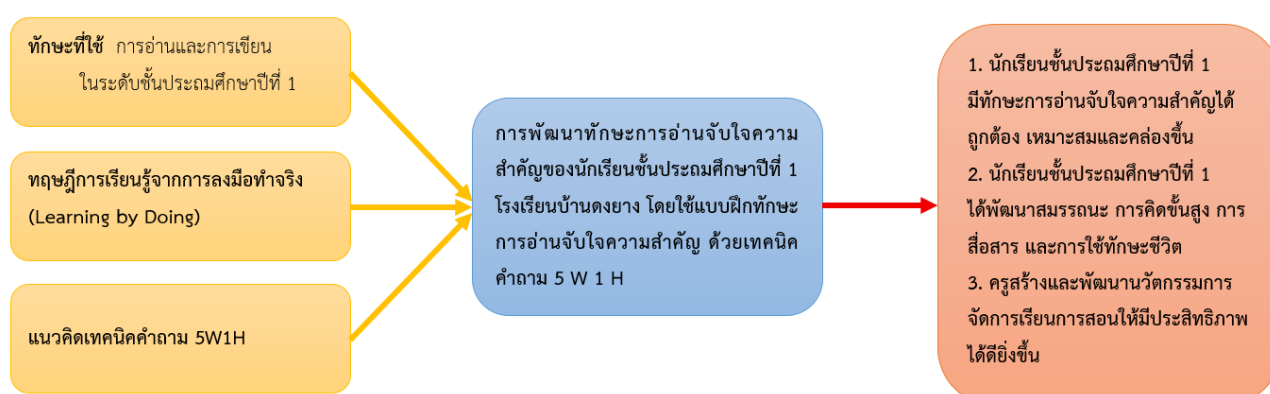 ทักษะที่ใช้ การอ่านและการเขียน
ในระดับชั้นประถมศึกษาปีที่ 1
ทฤษฎีการเรียนรู้จากการลงมือทำจริง
(Learning by Doing)
แนวคิดเทคนิคคำถาม 5W1H
การพัฒนาทักษะการอ่านจับใจความ
สำคัญของนักเรียนชั้นประถมศึกษาปีที่ 1
โรงเรียนบ้านดงยาง โดยใช้แบบฝึกทักษะ
การอ่านจับใจความสำคัญ ด้วยเทคนิค
คำถาม 5 W 1 H
1. นักเรียนชั้นประถมศึกษาปีที่ 1
มีทักษะการอ่านจับใจความสำคัญได้
ถูกต้อง เหมาะสมและคล่องขึ้น
2. นักเรียนชั้นประถมศึกษาปีที่ 1
ได้พัฒนาสมรรถนะ การคิดขั้นสูง การ
สื่อสาร และการใช้ทักษะชีวิต
3. ครูสร้างและพัฒนานวัตกรรมการ
จัดการเรียนการสอนให้มีประสิทธิภาพ
ได้ดียิ่งขึ้น